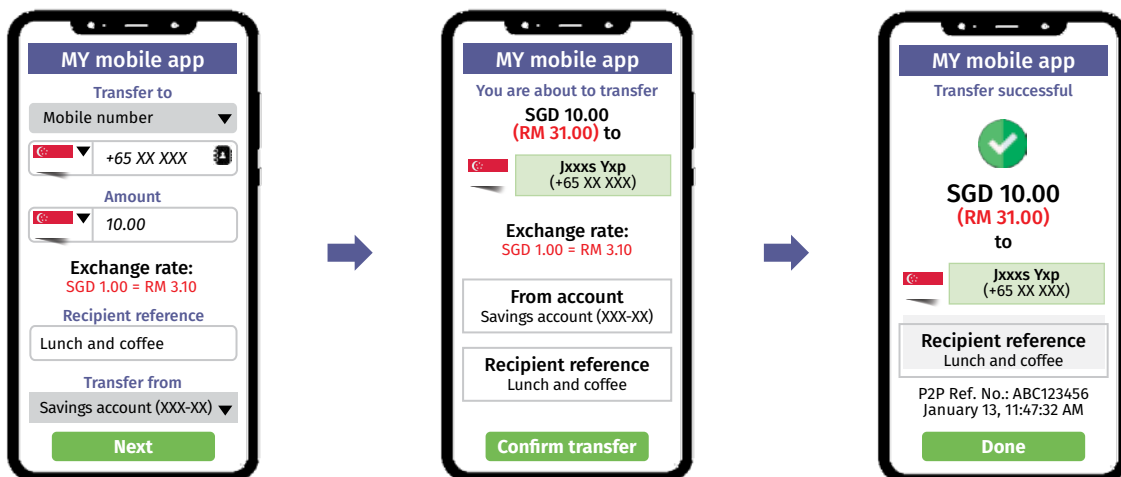 MY mobile app
Transfer to
Mobile number
+65 XX XXX
Amount
10.00
Exchange rate:
SGD 1.00 = RM 3.10
Recipient reference
Lunch and coffee
Transfer from
Savings account (XXX-XX)
Next
MY mobile app
You are about to transfer
SGD 10.00
(RM 31.00) to
Jxxxs Yxp
(+65 XX XXX)
Exchange rate:
SGD 1.00 = RM 3.10
From account
Savings account (XXX-XX)
Recipient reference
Lunch and coffee
Confirm transfer
MY mobile app
Transfer successful
SGD 10.00
(RM 31.00)
to
Jxxxs Yxp
(+65 XX XXX)
Recipient reference
Lunch and coffee
P2P Ref. No.: ABC123456
January 13, 11:47:32 AM
Done